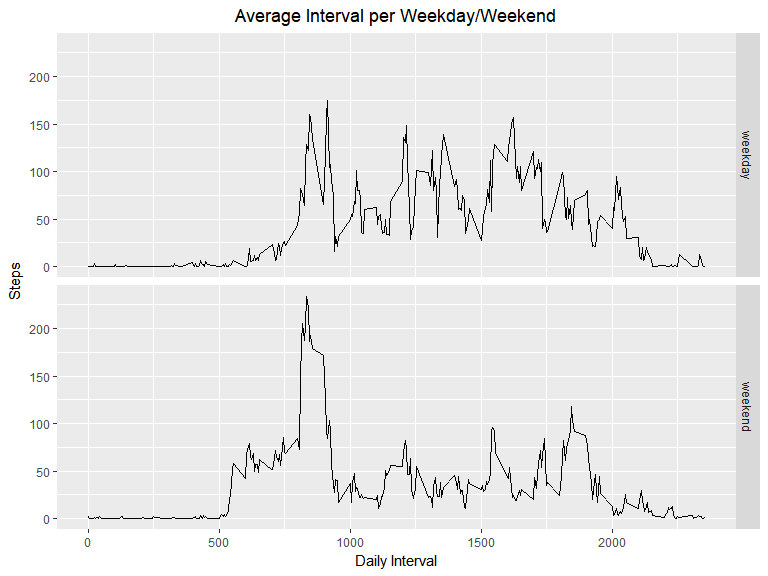 Average Interval per Weekday/Weekend
Steps
200
150
100
50
0
weekday
200
150
100
50
0
weekend
0 500 1000 1500 2000
Daily Interval